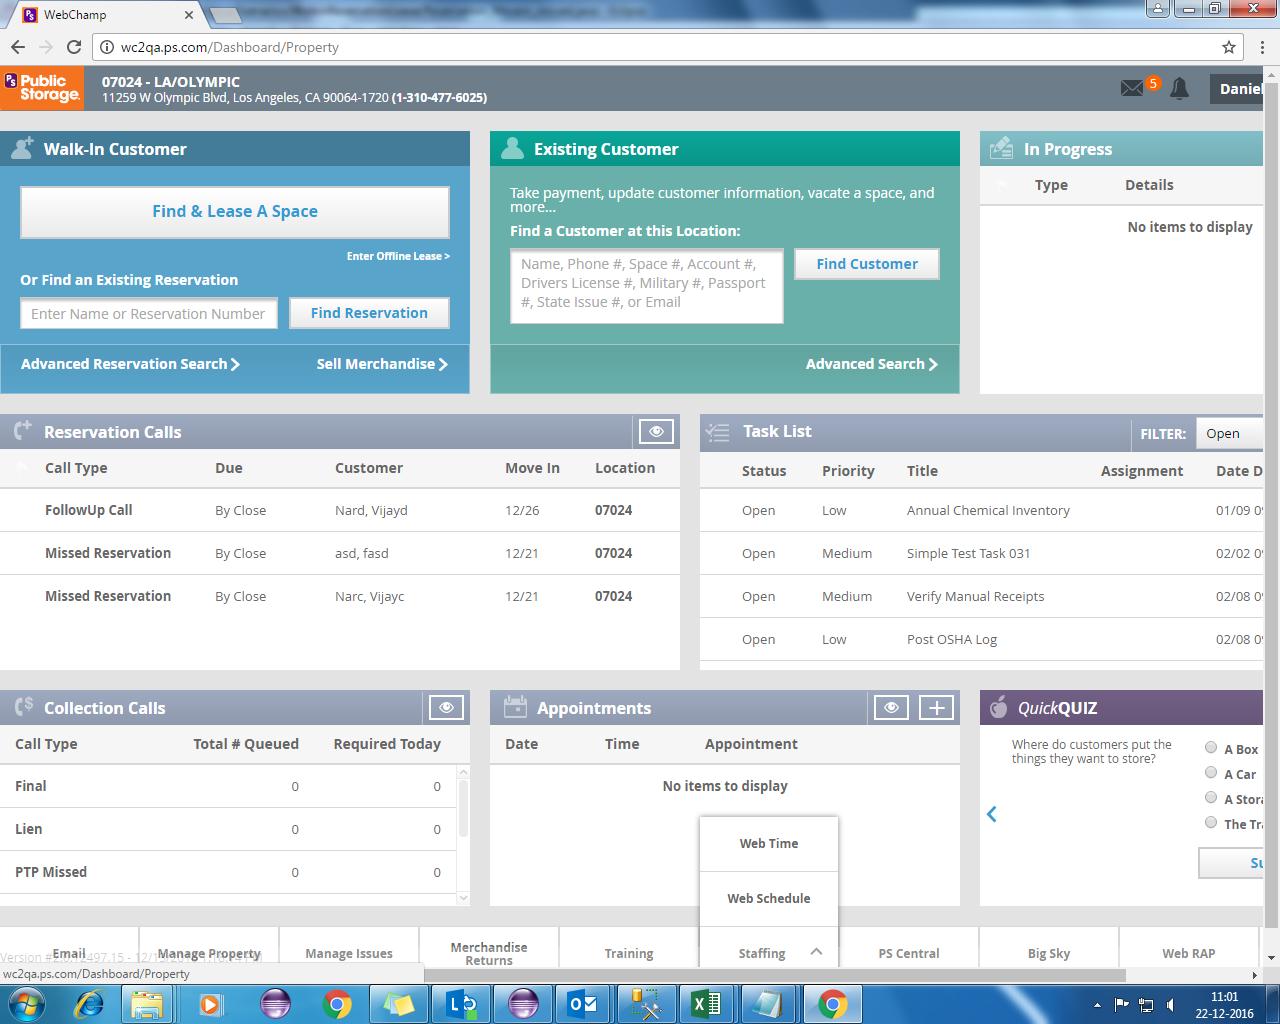 WebChamp
wc2qa.ps.com/Dashboard/Property
Public Storage
07024 - LA/OLYMPIC
11259 W Olympic Blvd, Los Angeles, CA 90064-1720 (1-310-477-6025)
5
Daniel
Walk-In Customer
Find & Lease A Space
Enter Offline Lease >
Or Find an Existing Reservation
Enter Name or Reservation Number
Find Reservation
Advanced Reservation Search
Sell Merchandise
Existing Customer
Take payment, update customer information, vacate a space, and
more...
Find a Customer at this Location:
Name, Phone #, Space #, Account #,
Drivers License #, Military #, Passport
#, State Issue #, or Email
Find Customer
Advanced Search
In Progress
Type Details
No items to display
Reservation Calls
Call Type Due Customer Move In Location
FollowUp Call By Close Nard, Vijayd 12/26 07024
Missed Reservation By Close asd, fasd 12/21 07024
Missed Reservation By Close Narc, Vijayc 12/21 07024
Task List
FILTER: Open
Status Priority Title Assignment Date D
Open Low Annual Chemical Inventory 01/09
Open Medium Simple Test Task 031 02/02
Open Medium Verify Manual Receipts 02/08
Open Low Post OSHA Log 02/08
Collection Calls
Call Type Total # Queued Required Today
Final 0 0
Lien 0 0
PTP Missed 0 0
Appointments
Date Time Appointment
No items to display
QuickQUIZ
Where do customers put the
things they want to store?
A Box
A Car
A Stora
The Tra
Su
Web Time
Web Schedule
Email
Manage Property
Manage Issues
Merchandise
Returns
Training
Staffing
PS Central
Big Sky
Web RAP
wc2qa.ps.com/Dashboard/Property
11:01
22-12-2016